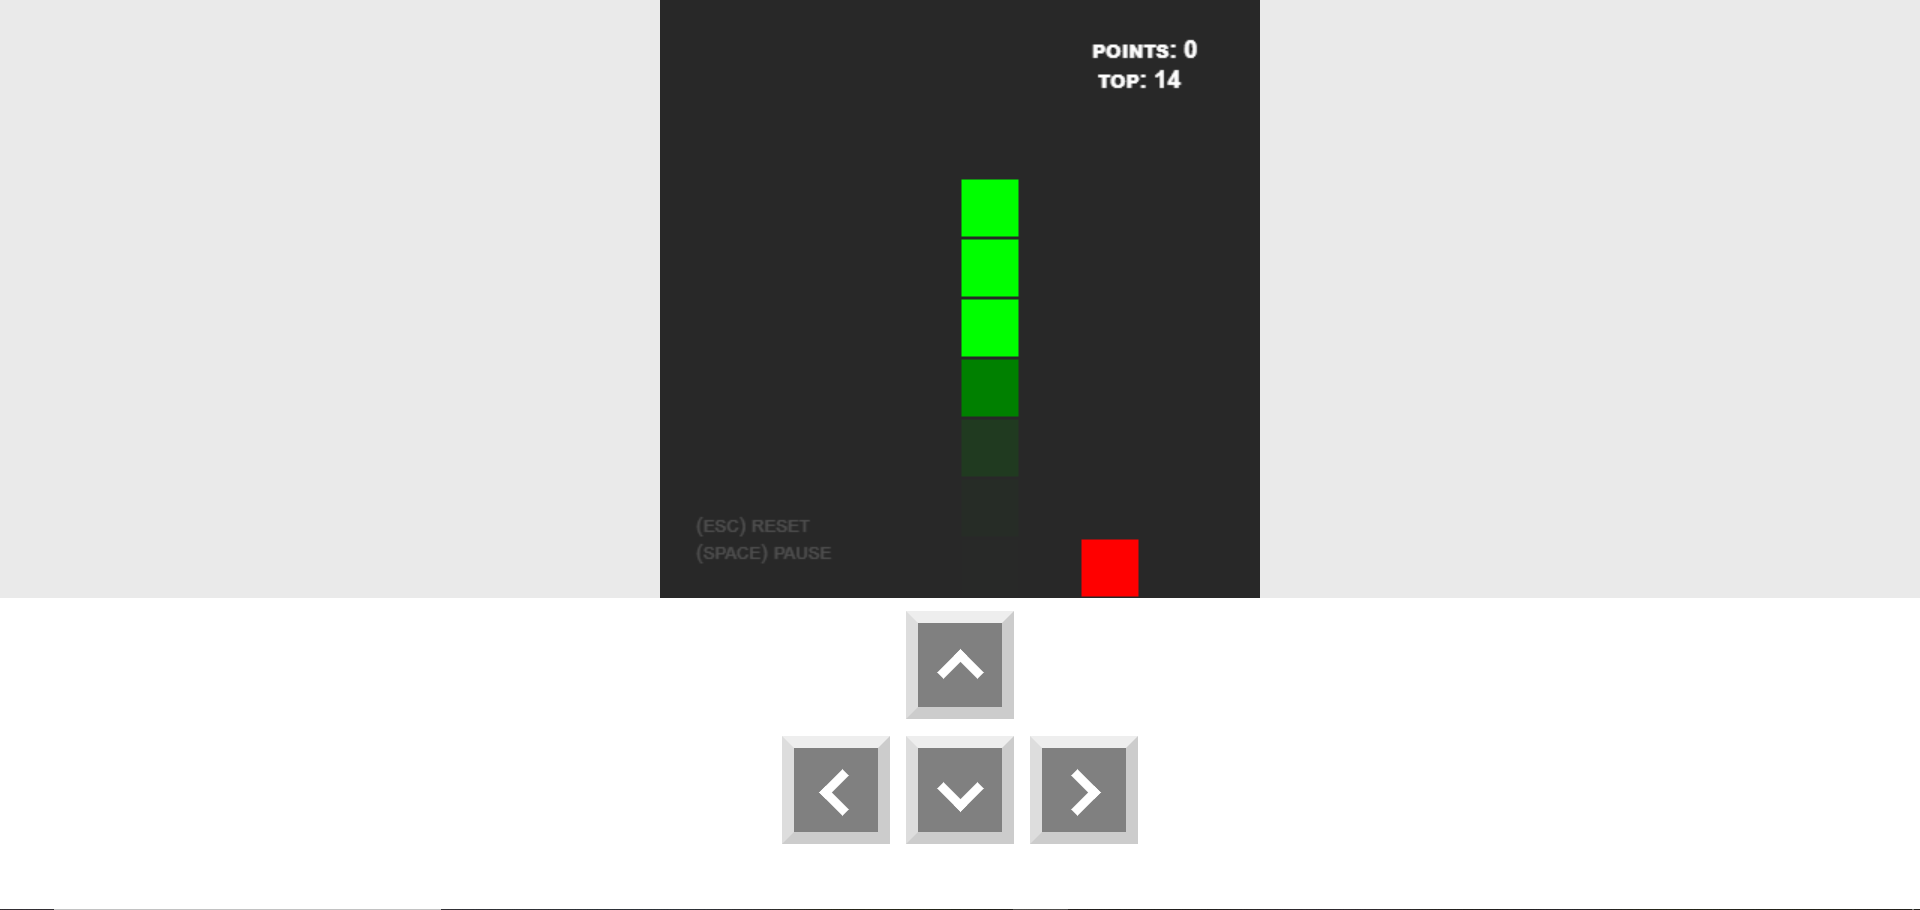 POINTS: 0
TOP: 14
(ESC) RESET
(SPACE) PAUSE